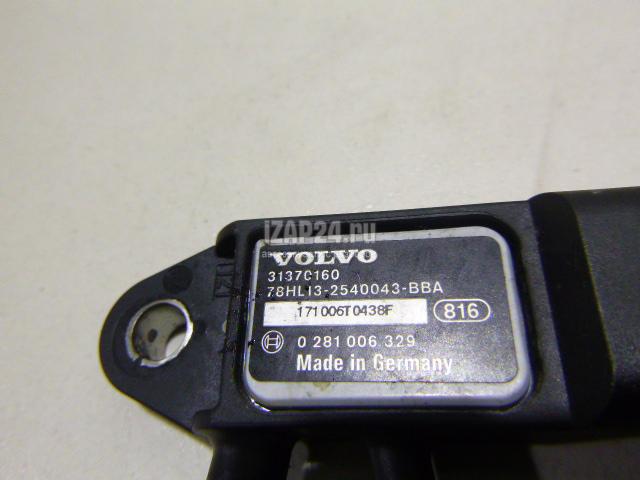 iZAP24.ru
VOLVO
31370160
78HL13-2540043-BBA
171006T0438F 816
0 281 006 329
Made in Germany